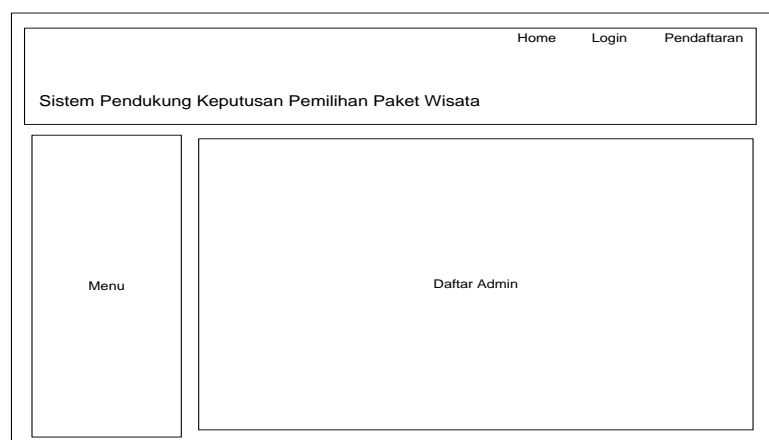 Home Login Pendaftaran
Sistem Pendukung Keputusan Pemilihan Paket Wisata
Menu
Daftar Admin